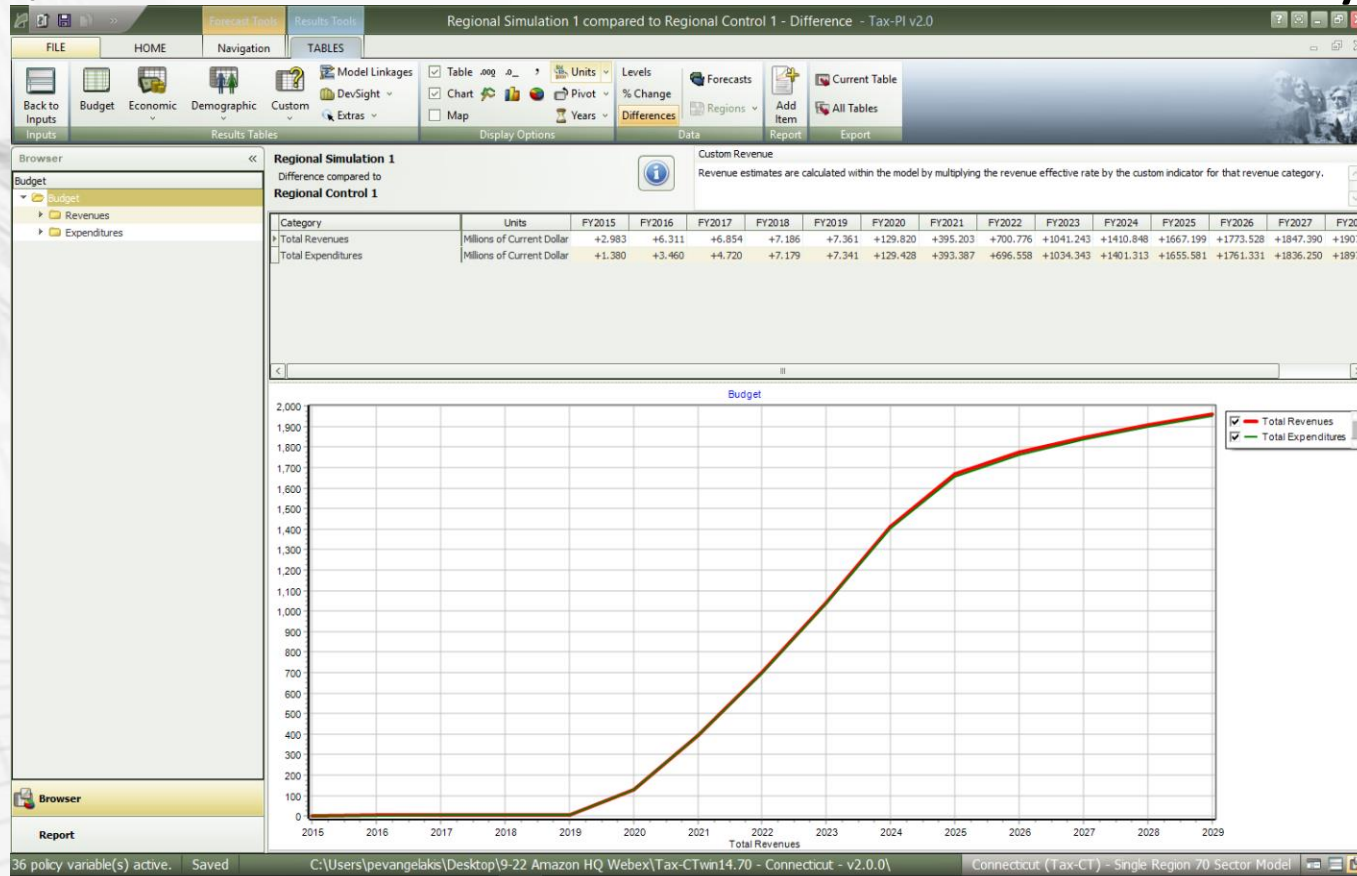 Forecast Tools Results Tools Regional Simulation 1 compared to Regional Control 1 - Difference - Tax-PI v2.0
FILE HOME Navigation TABLES
Back to Inputs Budget Economic Demographic Custom
Model Linkages
DevSight
Extras
Table .000 .0_ , Units
Chart Pivot
Map Years
Levels
% Change
Differences
Forecasts
Regions
Add Item
Current Table
All Tables
Inputs Results Tables Display Options Data Report Export
Browser «
Budget
Budget
Revenues
Expenditures
Regional Simulation 1
Difference compared to
Regional Control 1
Custom Revenue
Revenue estimates are calculated within the model by multiplying the revenue effective rate by the custom indicator for that revenue category.
Category Units FY2015 FY2016 FY2017 FY2018 FY2019 FY2020 FY2021 FY2022 FY2023 FY2024 FY2025 FY2026 FY2027 FY20
Total Revenues Millions of Current Dollar +2.983 +6.311 +6.854 +7.186 +7.361 +129.820 +395.203 +700.776 +1041.243 +1410.848 +1667.199 +1773.528 +1847.390 +190
Total Expenditures Millions of Current Dollar +1.380 +3.460 +4.720 +7.179 +7.341 +129.428 +393.387 +696.558 +1034.343 +1401.313 +1655.581 +1761.331 +1836.250 +189
Budget
2,000
1,900
1,800
1,700
1,600
1,500
1,400
1,300
1,200
1,100
1,000
900
800
700
600
500
400
300
200
100
0
2015 2016 2017 2018 2019 2020 2021 2022 2023 2024 2025 2026 2027 2028 2029
Total Revenues
Total Revenues
Total Expenditures
Browser
Report
36 policy variable(s) active. Saved C:\Users\pevangelakis\Desktop\9-22 Amazon HQ Webex\Tax-CTwin14.70 - Connecticut - v2.0.0\ Connecticut (Tax-CT) - Single Region 70 Sector Model